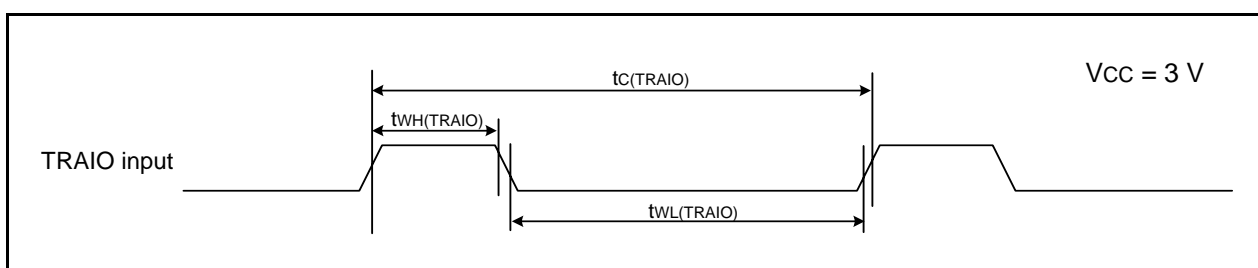 tC(TRAIO)
VCC = 3 V
tWH(TRAIO)
TRAIO input
tWL(TRAIO)